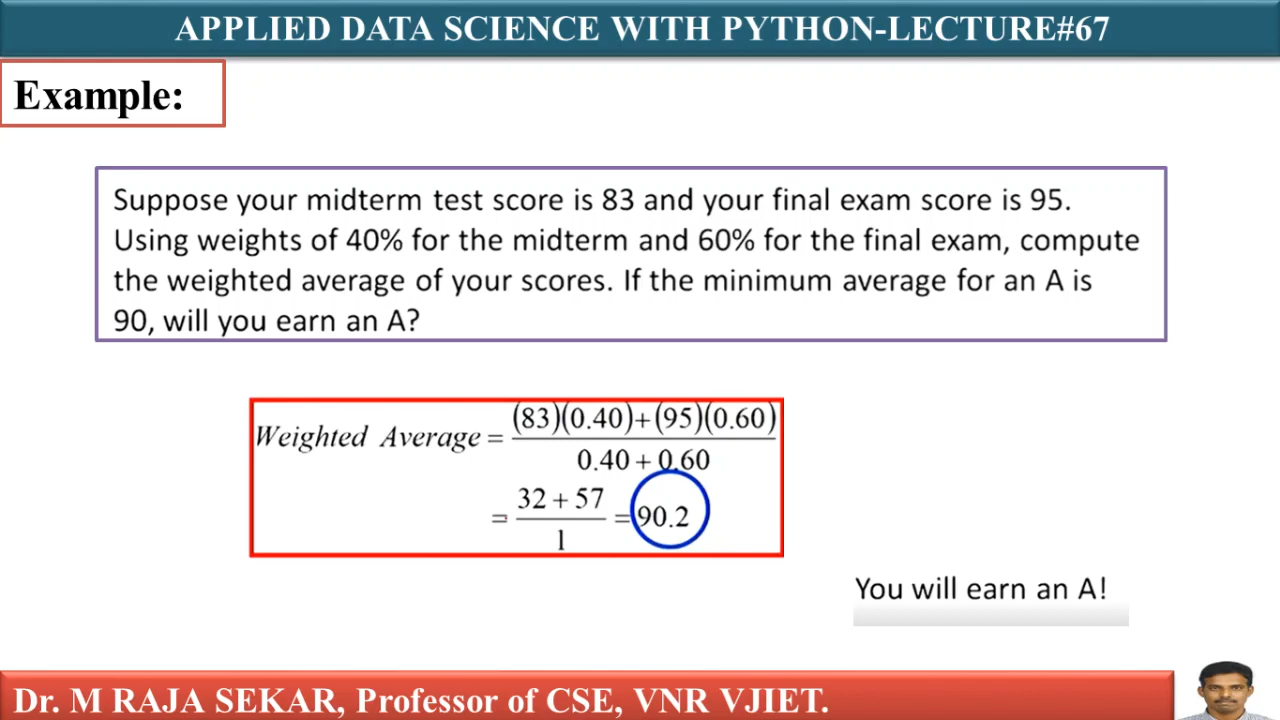 APPLIED DATA SCIENCE WITH PYTHON-LECTURE#67
Example:
Suppose your midterm test score is 83 and your final exam score is 95.
Using weights of 40% for the midterm and 60% for the final exam, compute
the weighted average of your scores. If the minimum average for an A is
90, will you earn an A?
Weighted Average = (83)(0.40)+(95)(0.60)
0.40 + 0.60
= 32 + 57 = 90.2
1
You will earn an A!
Dr. M RAJA SEKAR, Professor of CSE, VNR VJIET.